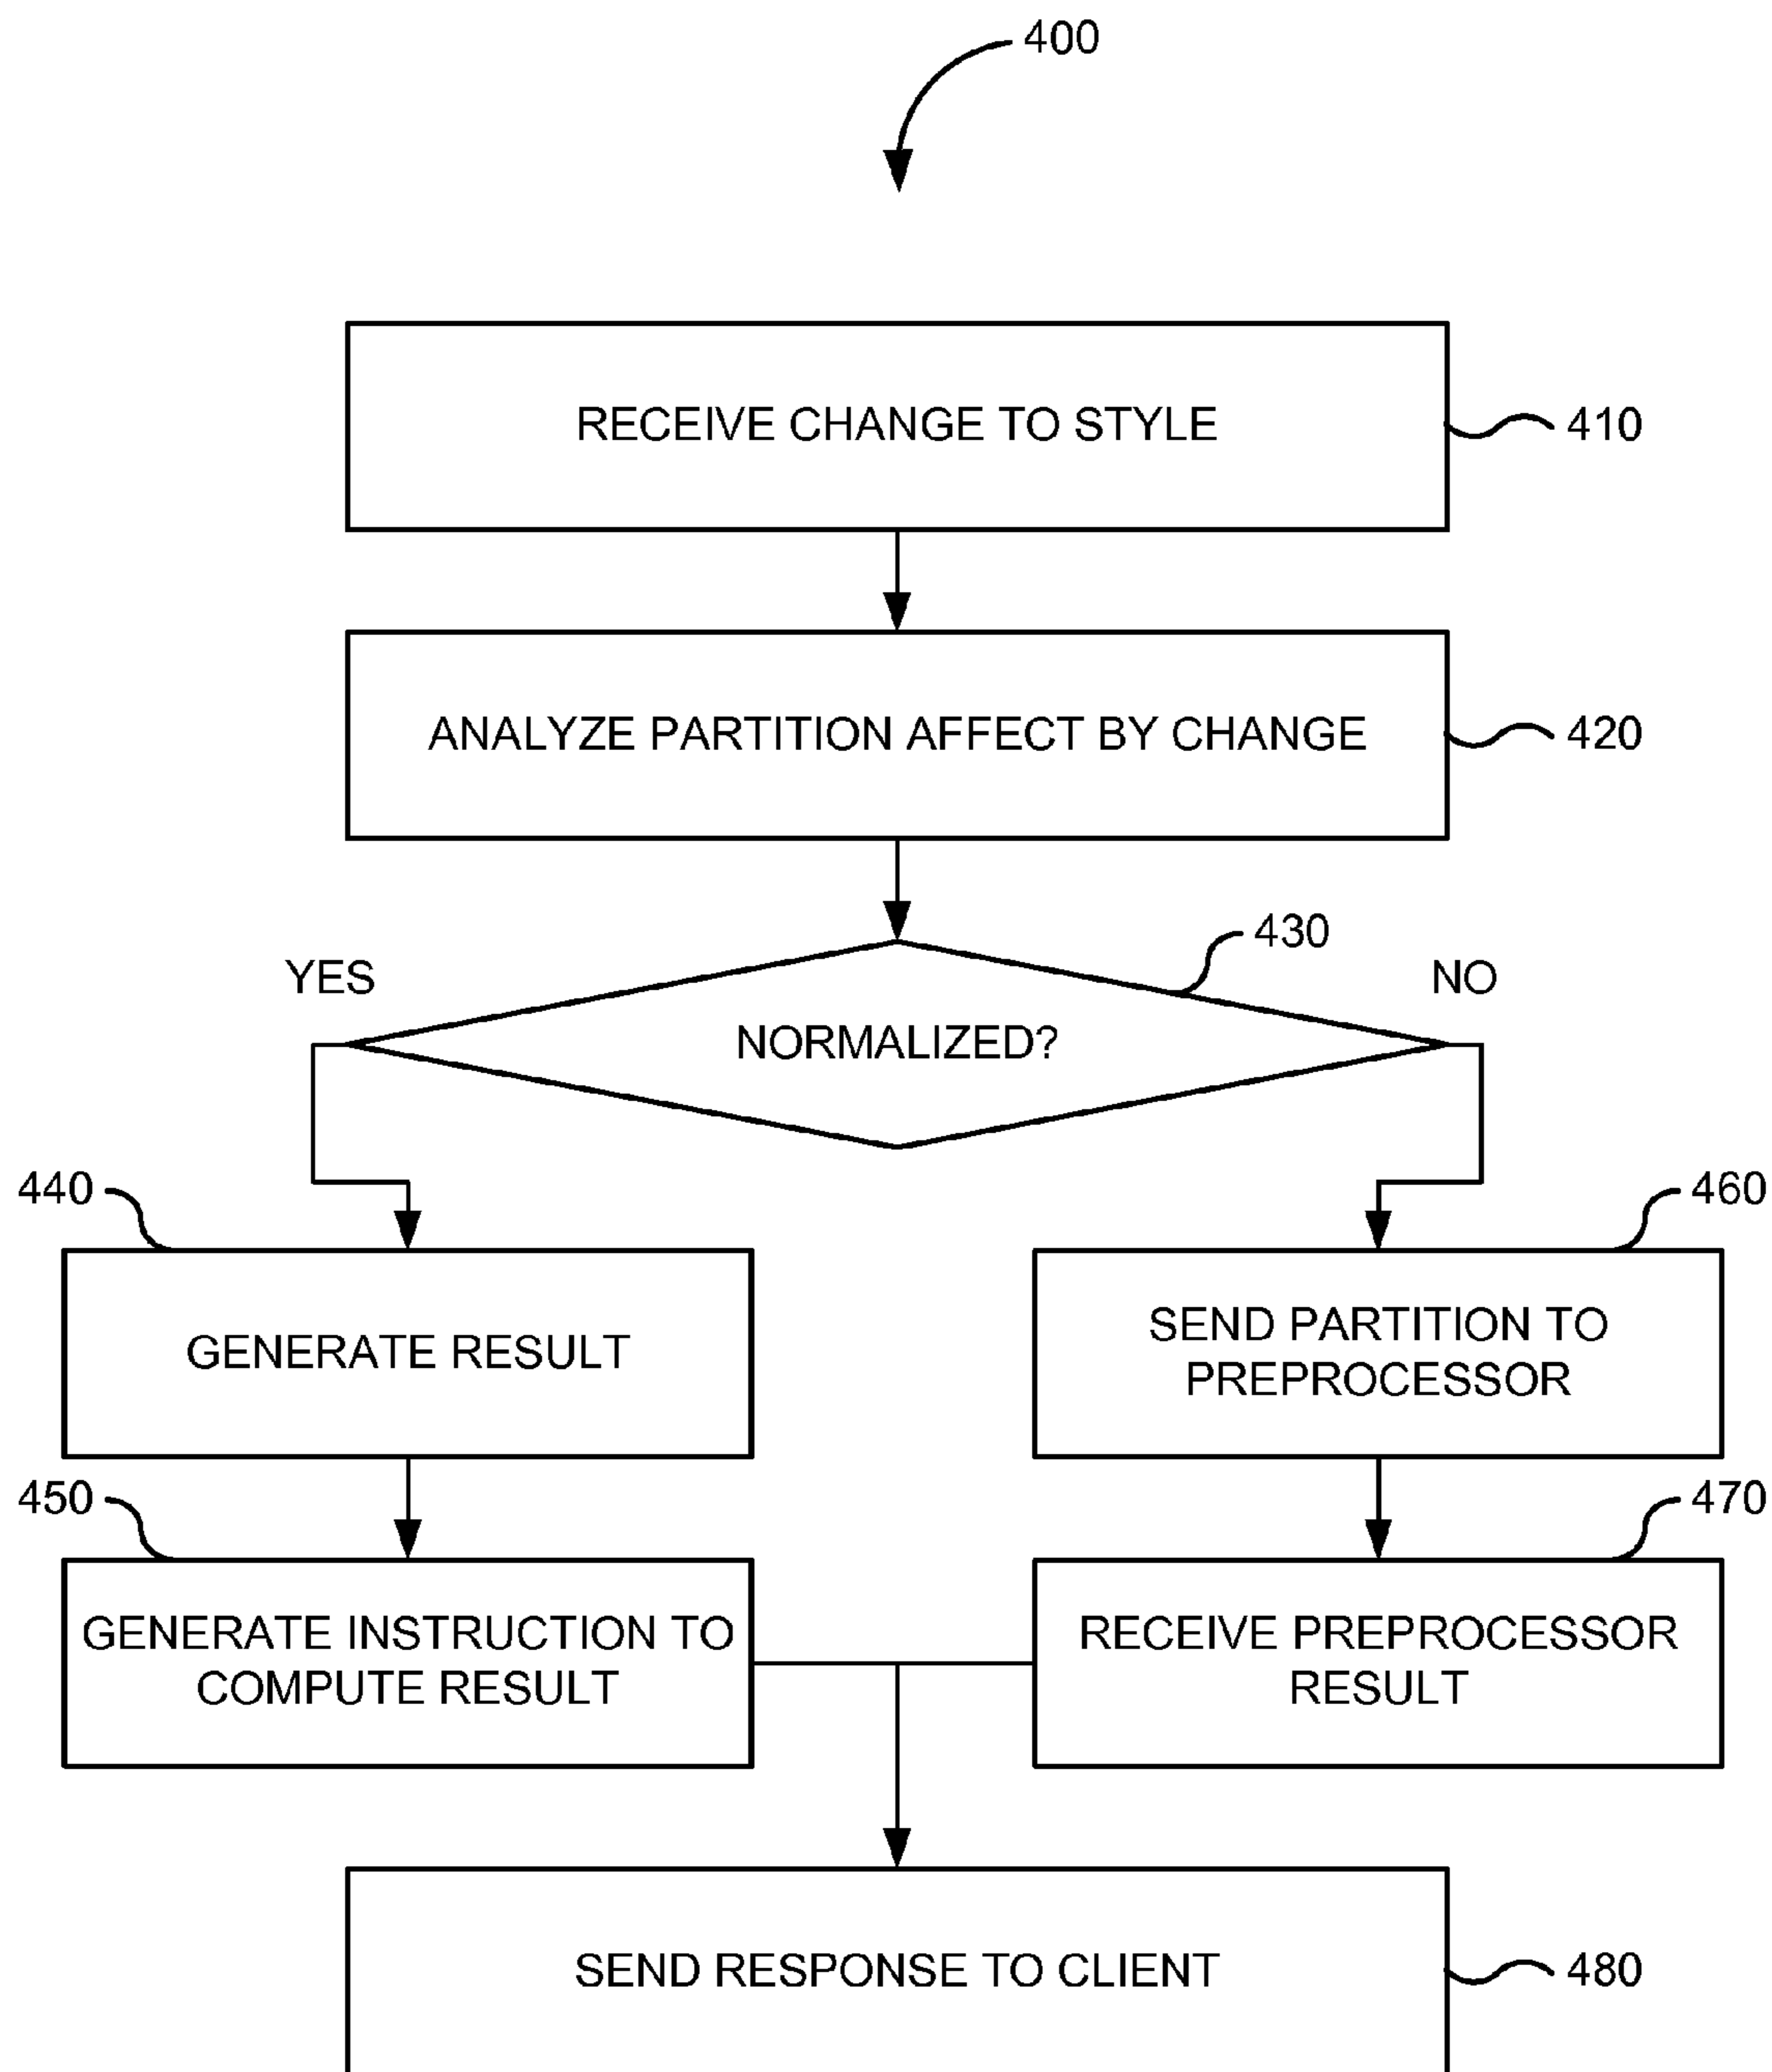 400
RECEIVE CHANGE TO STYLE
410
ANALYZE PARTITION AFFECT BY CHANGE
420
430
YES
NO
NORMALIZED?
440
460
GENERATE RESULT
SEND PARTITION TO
PREPROCESSOR
450
470
GENERATE INSTRUCTION TO
COMPUTE RESULT
RECEIVE PREPROCESSOR
RESULT
SEND RESPONSE TO CLIENT
480